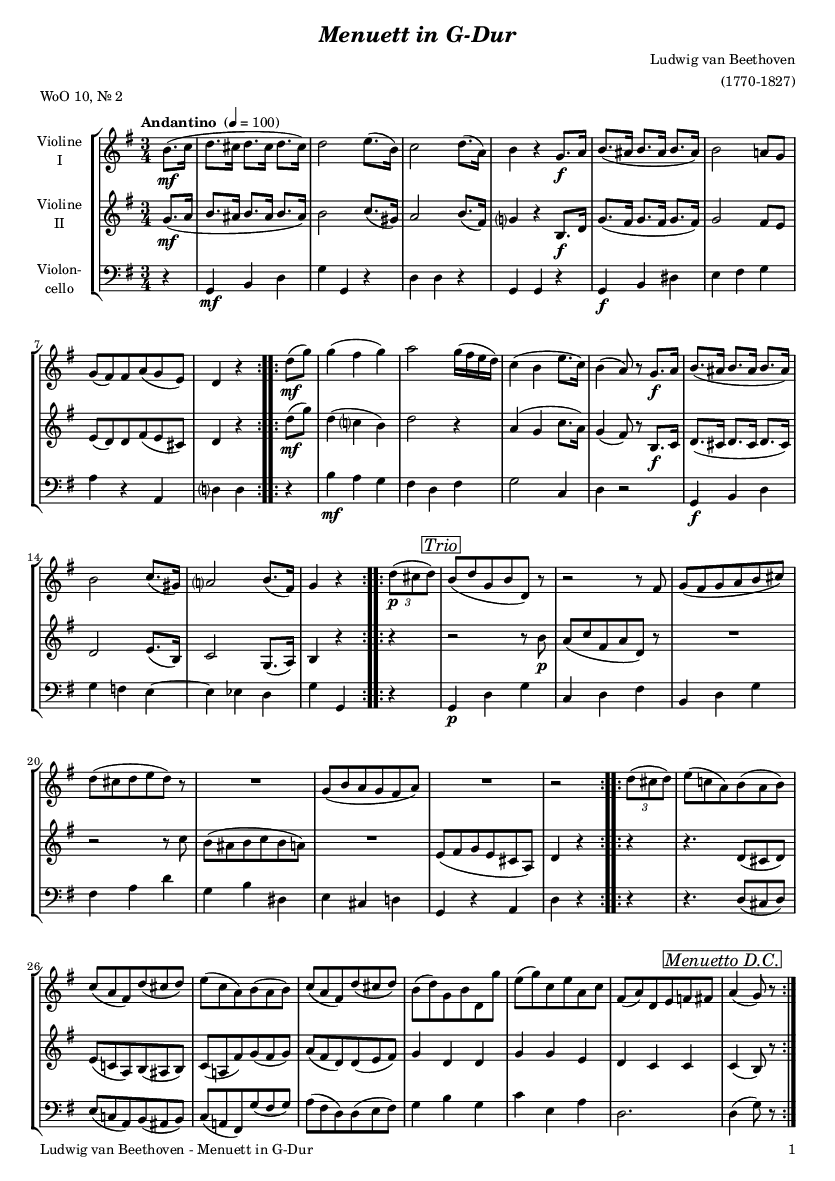 Menuett in G-Dur
Ludwig van Beethoven
(1770-1827)
WoO 10, № 2
Andantino (♩ = 100)
Violine
I
mf
f
Violine
II
mf
f
Violon-
cello
mf
f
7
mf
f
mf
f
mf
f
14
Trio
p
3
p
p
20
3
26
Menuetto D.C.
Ludwig van Beethoven - Menuett in G-Dur
1